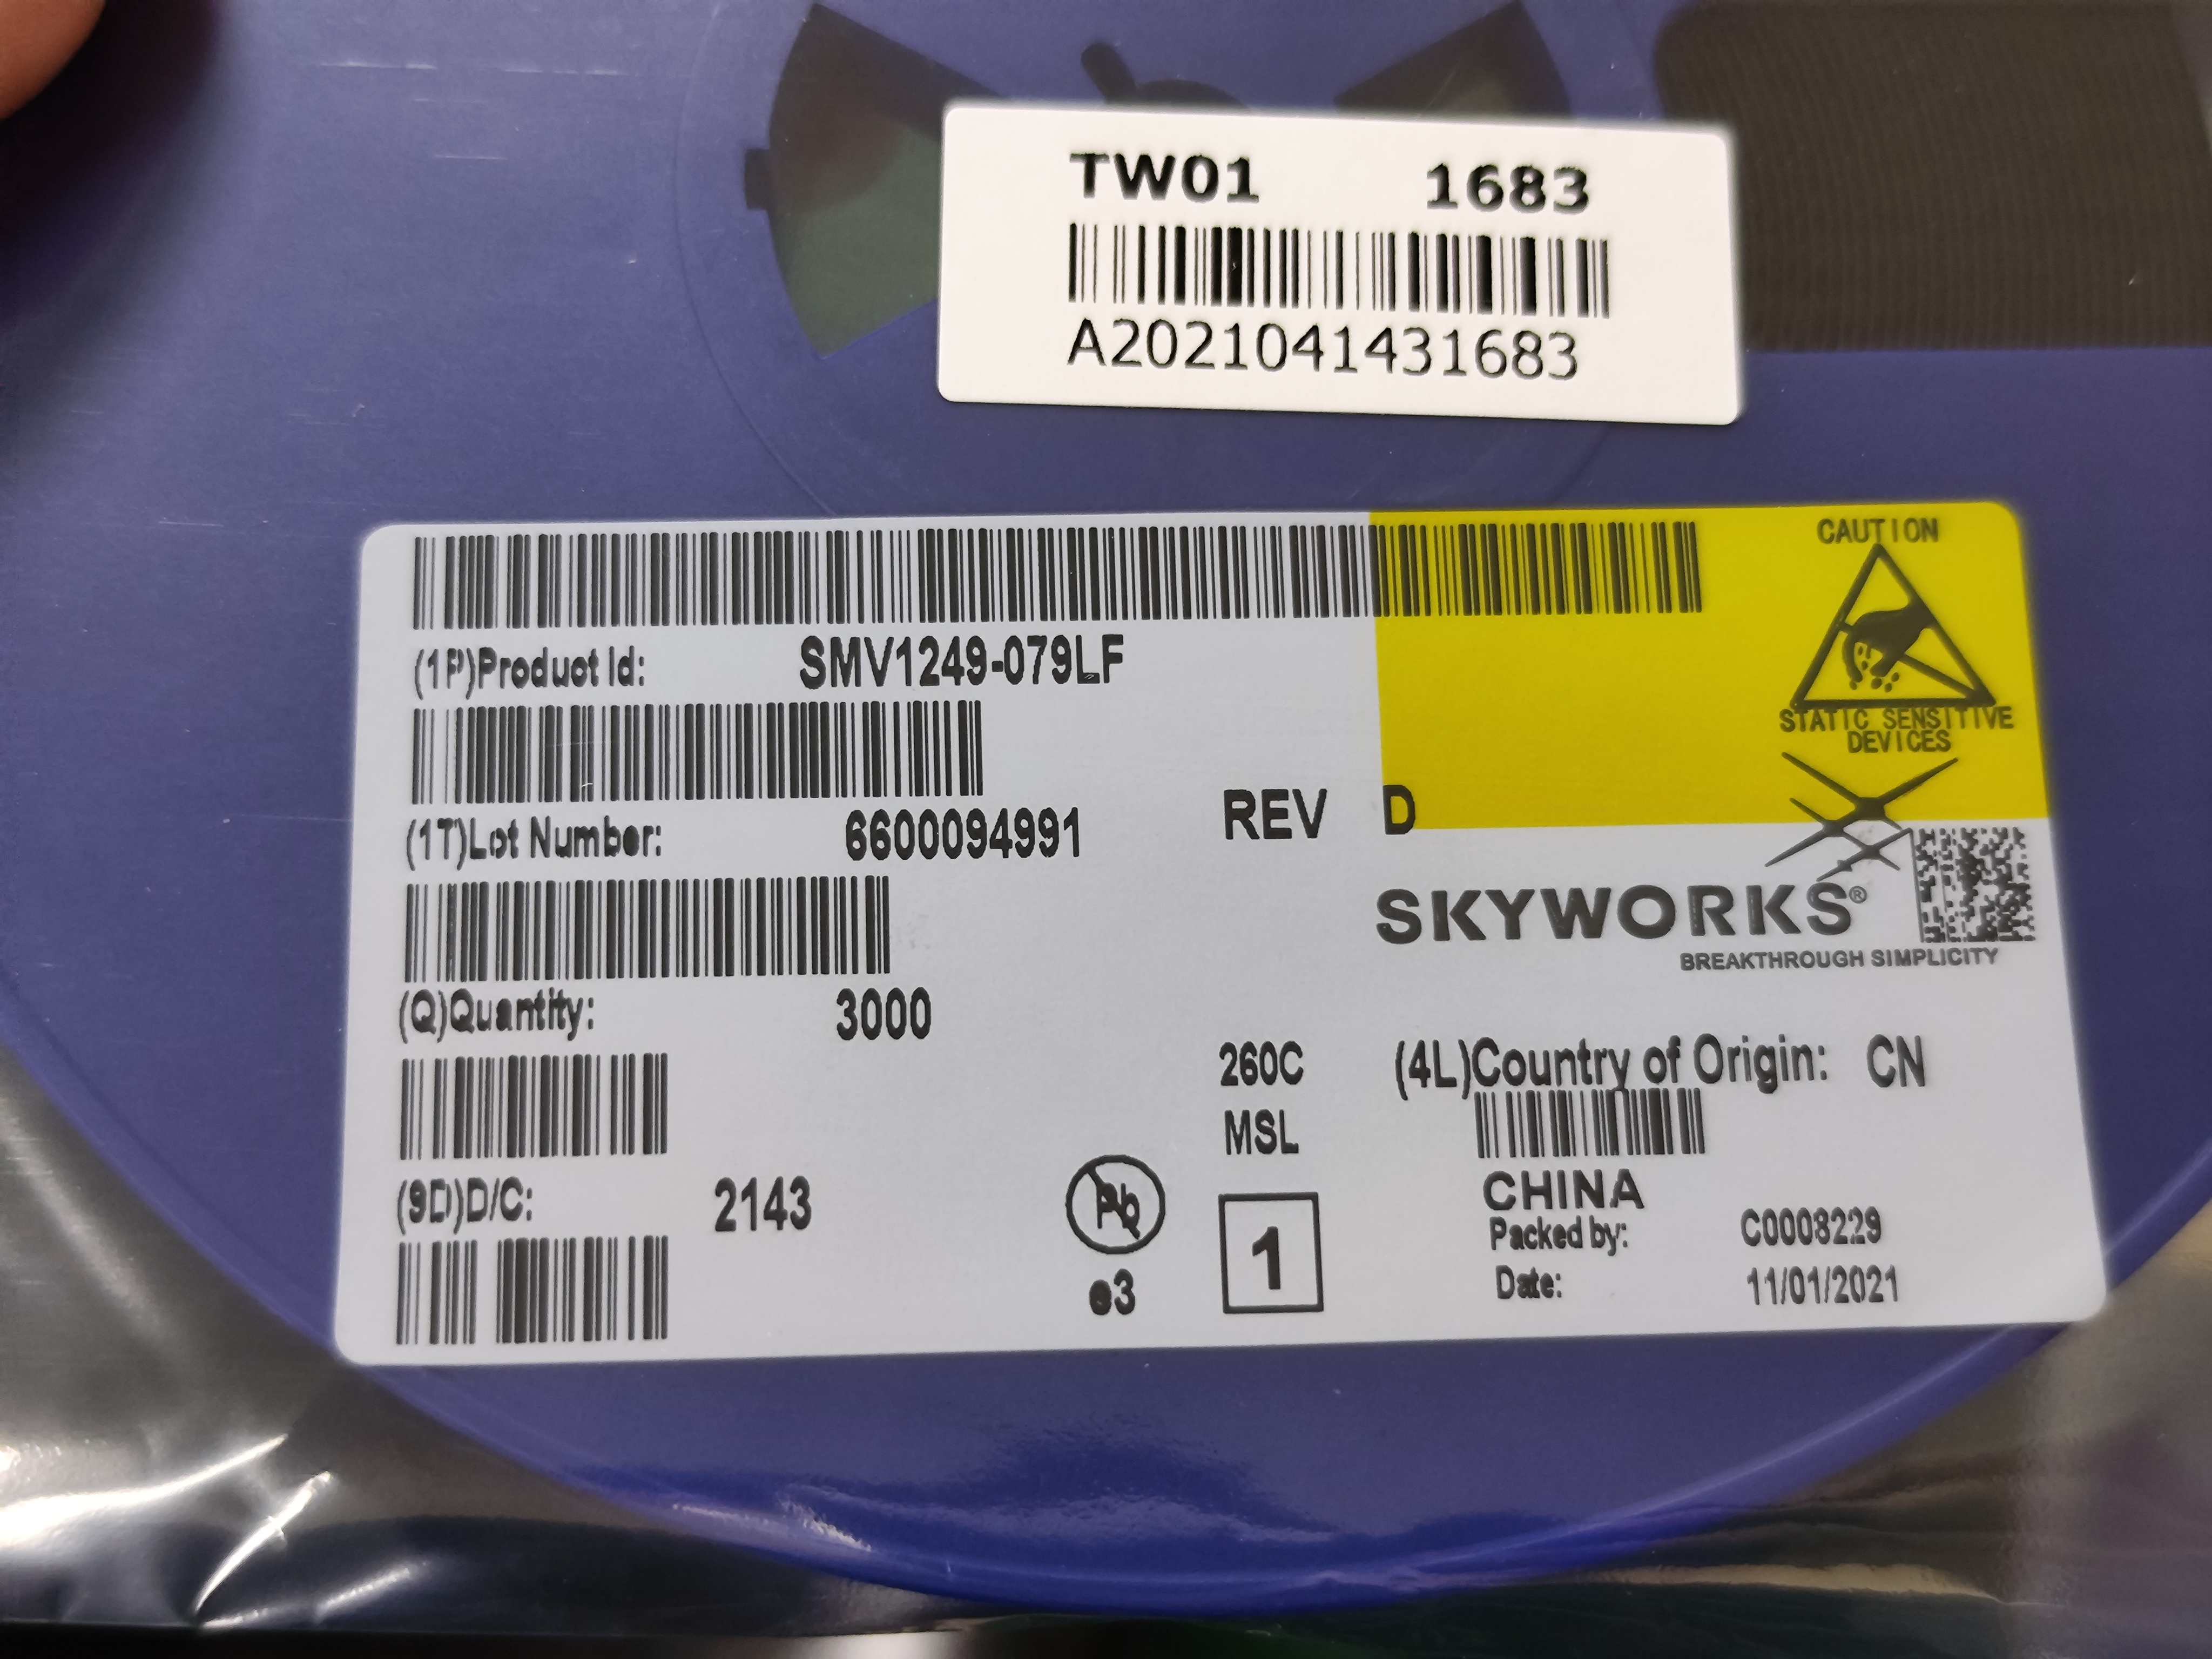 TW01 1683
A2021041431683
CAUTION
STATIC SENSITIVE
DEVICES
(1P)Product Id: SMV1249-079LF
(1T)Lot Number: 6600094991
REV D
SKYWORKS®
BREAKTHROUGH SIMPLICITY
(Q)Quantity: 3000
260C
MSL
1
(4L)Country of Origin: CN
CHINA
(9D)D/C: 2143
Pb
e3
Packed by: C0008229
Date: 11/01/2021